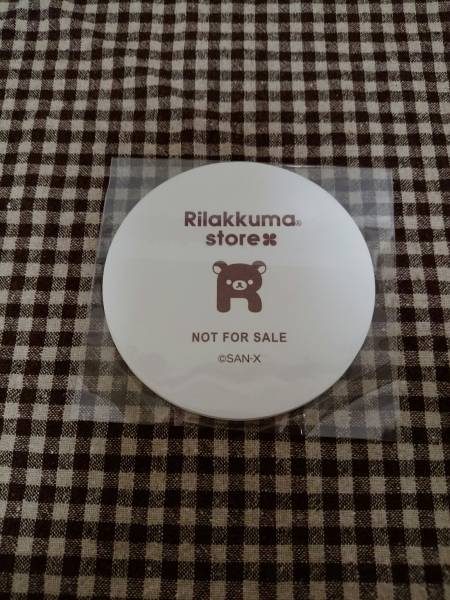 Rilakkuma®
store
NOT FOR SALE
©SAN-X